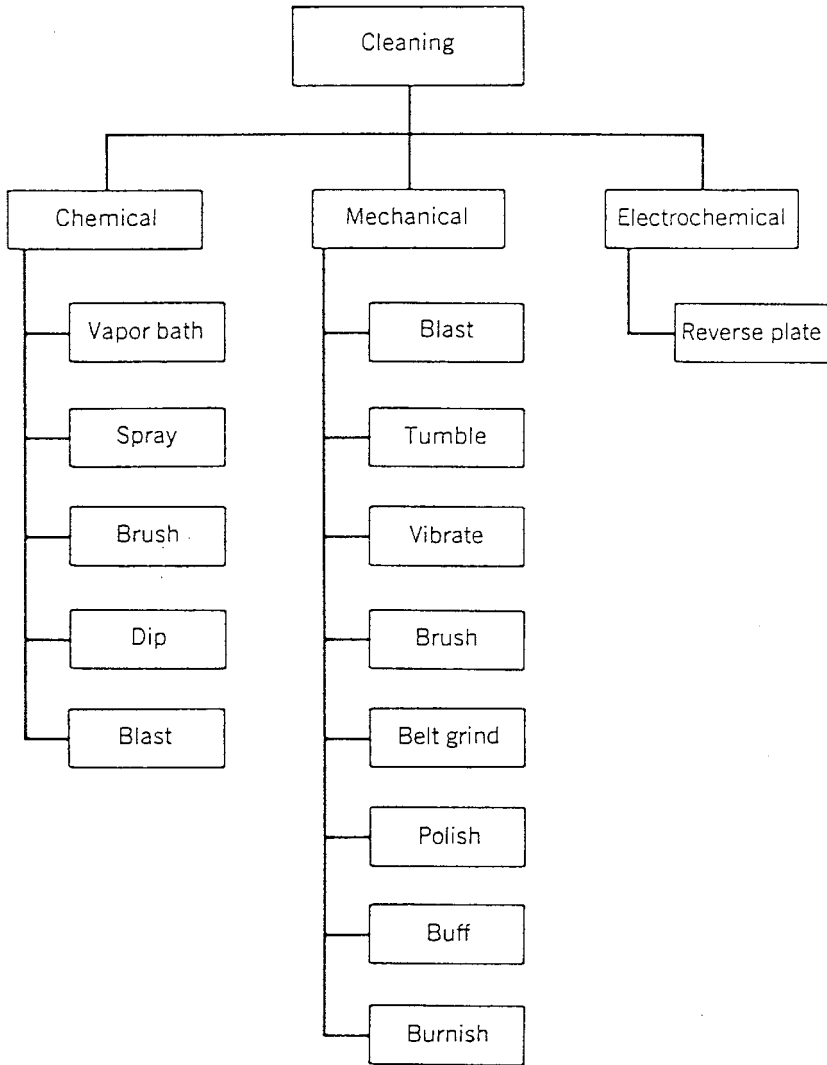 Cleaning
Chemical
Mechanical
Electrochemical
Vapor bath
Spray
Brush
Dip
Blast
Blast
Tumble
Vibrate
Brush
Belt grind
Polish
Buff
Burnish
Reverse plate